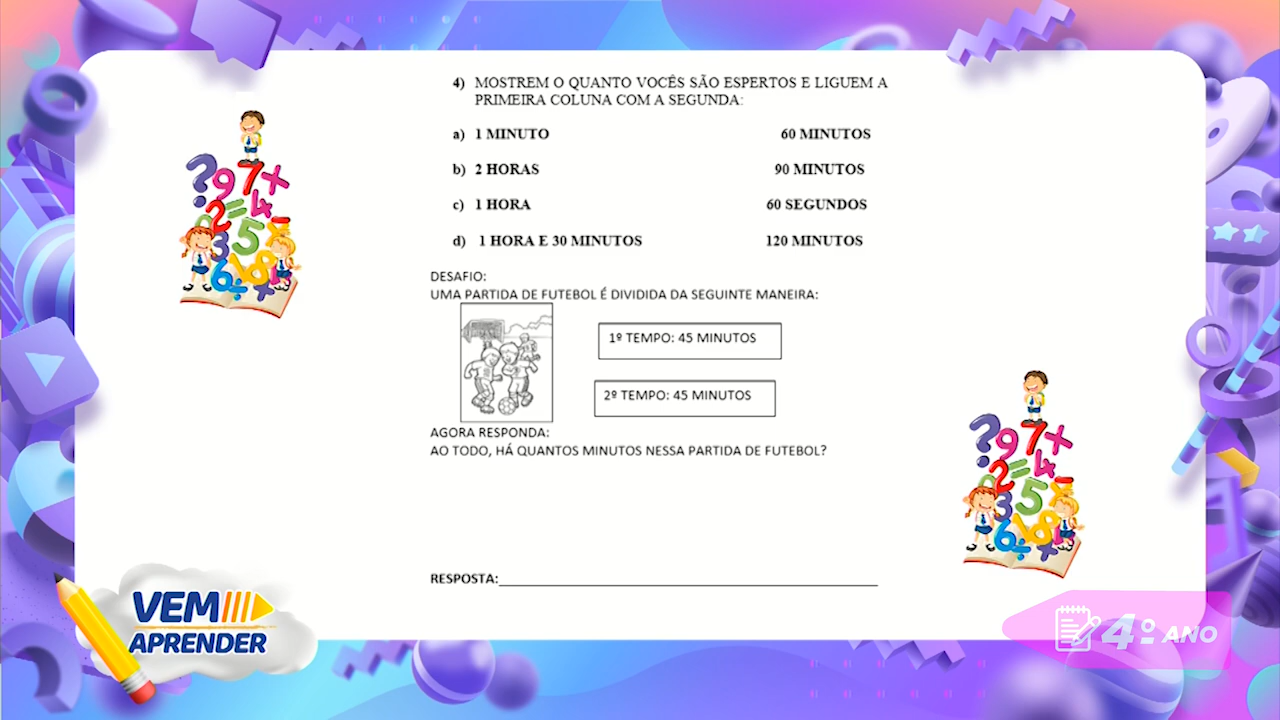 4) MOSTREM O QUANTO VOCÊS SÃO ESPERTOS E LIGUEM A
PRIMEIRA COLUNA COM A SEGUNDA:
a) 1 MINUTO 60 MINUTOS
b) 2 HORAS 90 MINUTOS
c) 1 HORA 60 SEGUNDOS
d) 1 HORA E 30 MINUTOS 120 MINUTOS
DESAFIO:
UMA PARTIDA DE FUTEBOL É DIVIDIDA DA SEGUINTE MANEIRA:
1º TEMPO: 45 MINUTOS
2º TEMPO: 45 MINUTOS
AGORA RESPONDA:
AO TODO, HÁ QUANTOS MINUTOS NESSA PARTIDA DE FUTEBOL?
RESPOSTA:
VEM
APRENDER
4º ANO